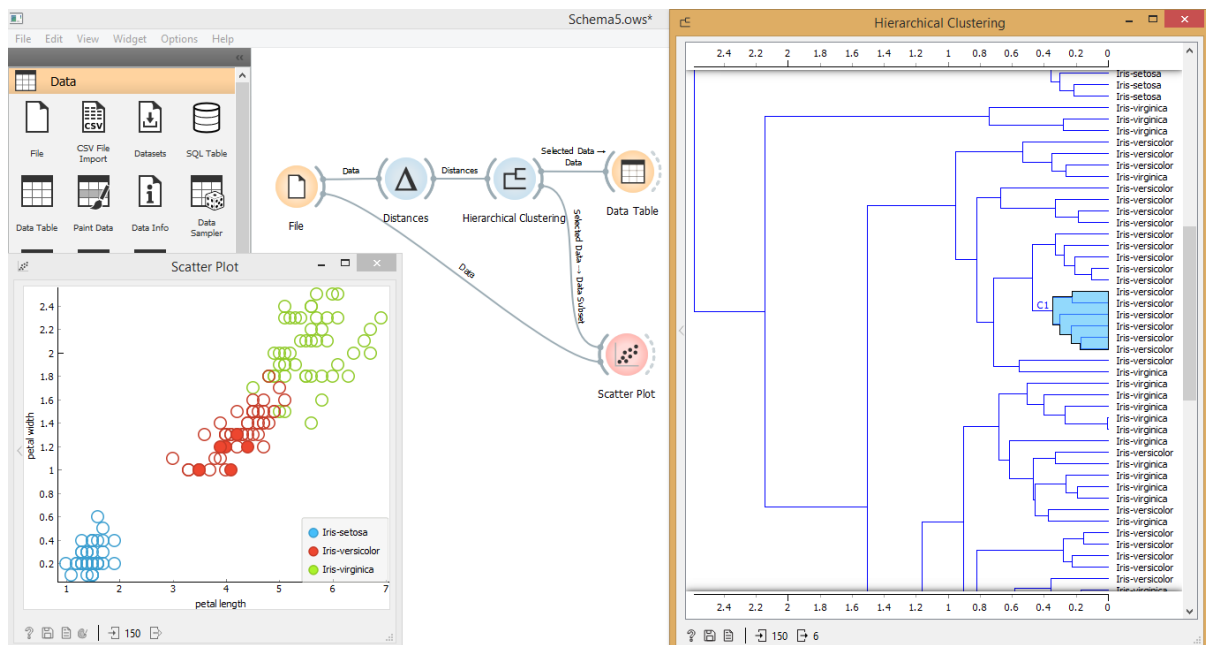 Schema5.ows*
File Edit View Widget Options Help
Data
File
CSV File
Import
Datasets
SQL Table
Data Table
Paint Data
Data Info
Data
Sampler
File
Data
Distances
Distances
Hierarchical Clustering
Selected Data →
Data
Data Table
Data
Selected Data → Data Subset
Scatter Plot
Scatter Plot
2.4
2.2
2
1.8
1.6
1.4
1.2
1
0.8
0.6
0.4
0.2
petal width
Iris-setosa
Iris-versicolor
Iris-virginica
1 2 3 4 5 6 7
petal length
150
Hierarchical Clustering
2.4 2.2 2 1.8 1.6 1.4 1.2 1 0.8 0.6 0.4 0.2 0
Iris-setosa
Iris-setosa
Iris-setosa
Iris-virginica
Iris-virginica
Iris-virginica
Iris-versicolor
Iris-versicolor
Iris-versicolor
Iris-virginica
Iris-versicolor
Iris-versicolor
Iris-versicolor
Iris-versicolor
Iris-versicolor
Iris-versicolor
Iris-versicolor
Iris-versicolor
Iris-versicolor
C1
Iris-versicolor
Iris-versicolor
Iris-versicolor
Iris-versicolor
Iris-versicolor
Iris-virginica
Iris-virginica
Iris-virginica
Iris-virginica
Iris-virginica
Iris-virginica
Iris-virginica
Iris-versicolor
Iris-virginica
Iris-virginica
Iris-virginica
Iris-versicolor
Iris-virginica
Iris-versicolor
Iris-versicolor
Iris-versicolor
Iris-versicolor
Iris-versicolor
Iris-virginica
2.4 2.2 2 1.8 1.6 1.4 1.2 1 0.8 0.6 0.4 0.2 0
150 6